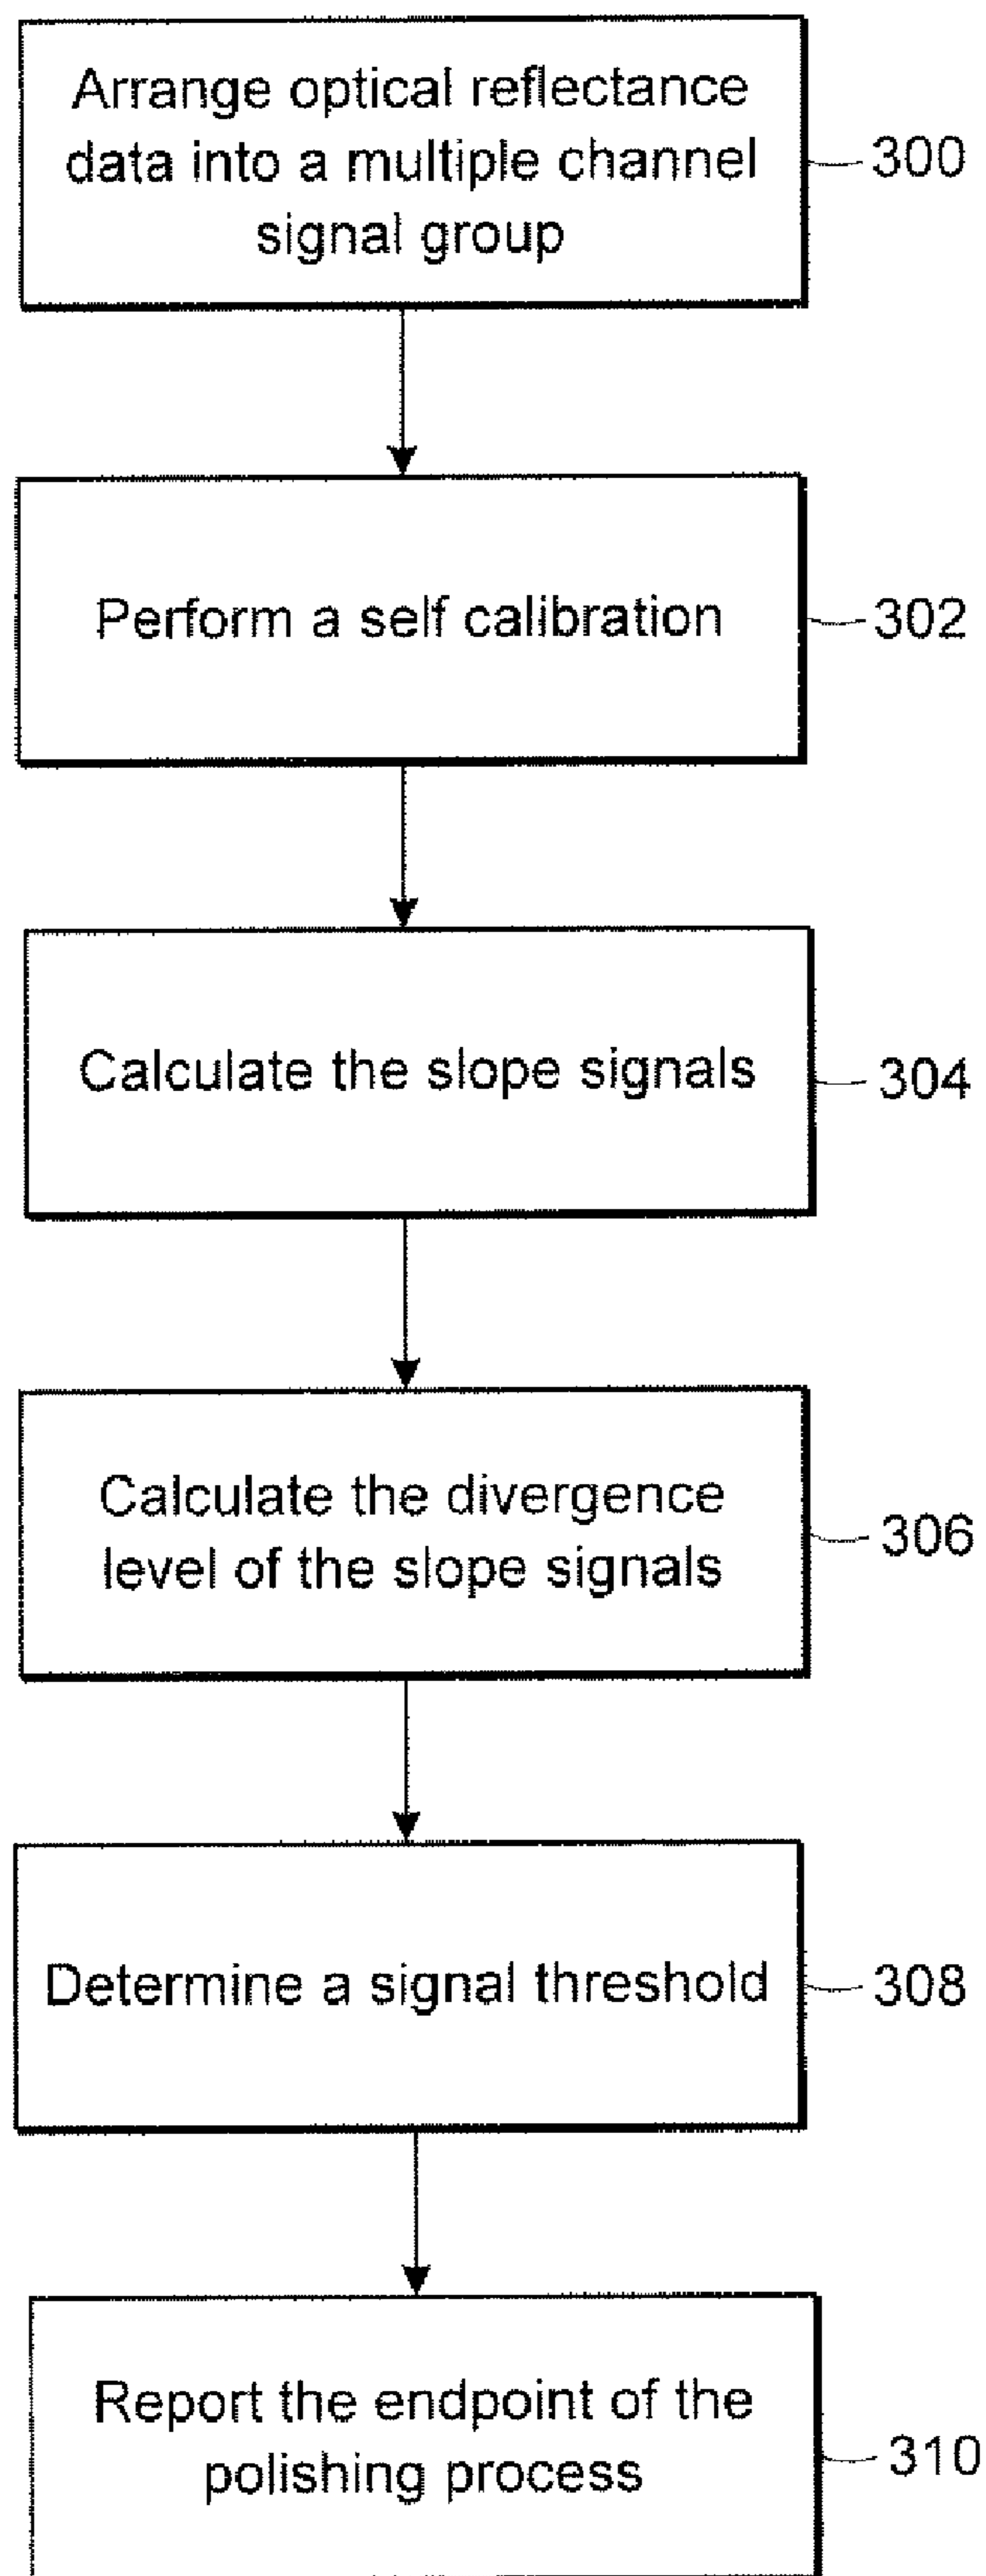 Arrange optical reflectance
data into a multiple channel
signal group
300
Perform a self calibration
302
Calculate the slope signals
304
Calculate the divergence
level of the slope signals
306
Determine a signal threshold
308
Report the endpoint of the
polishing process
310